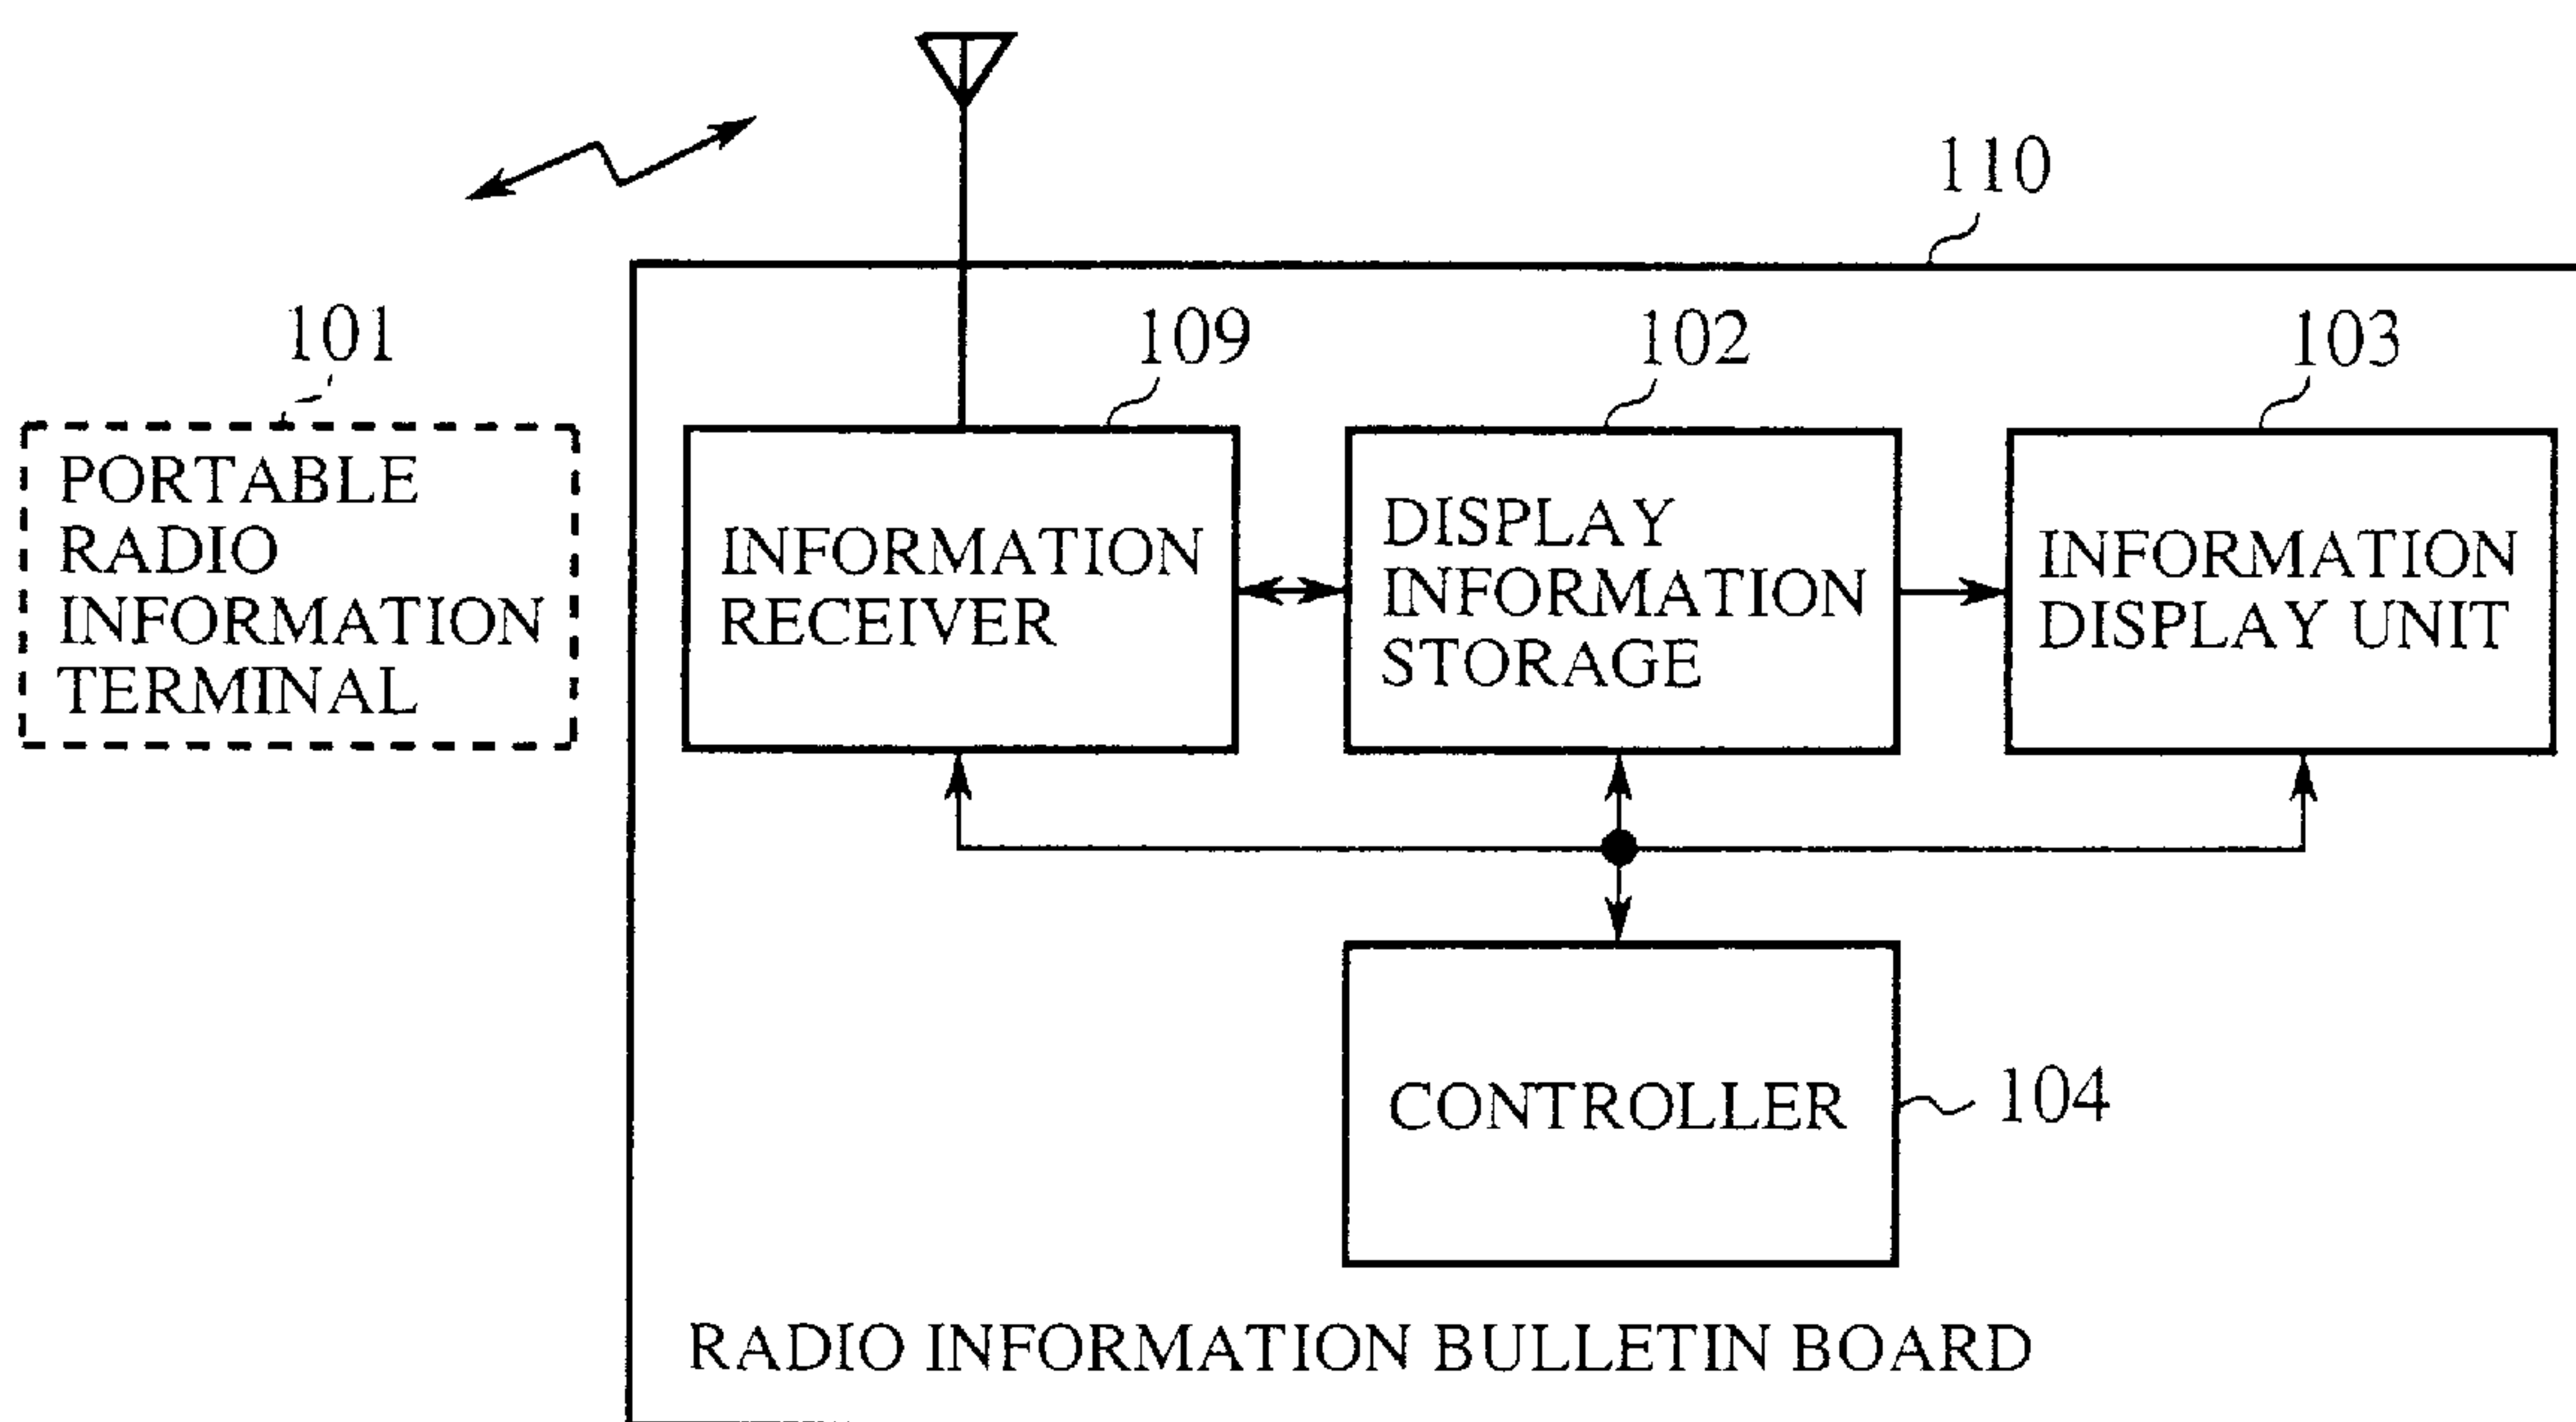 110
101
PORTABLE
RADIO
INFORMATION
TERMINAL
109
INFORMATION
RECEIVER
102
DISPLAY
INFORMATION
STORAGE
103
INFORMATION
DISPLAY UNIT
CONTROLLER
104
RADIO INFORMATION BULLETIN BOARD